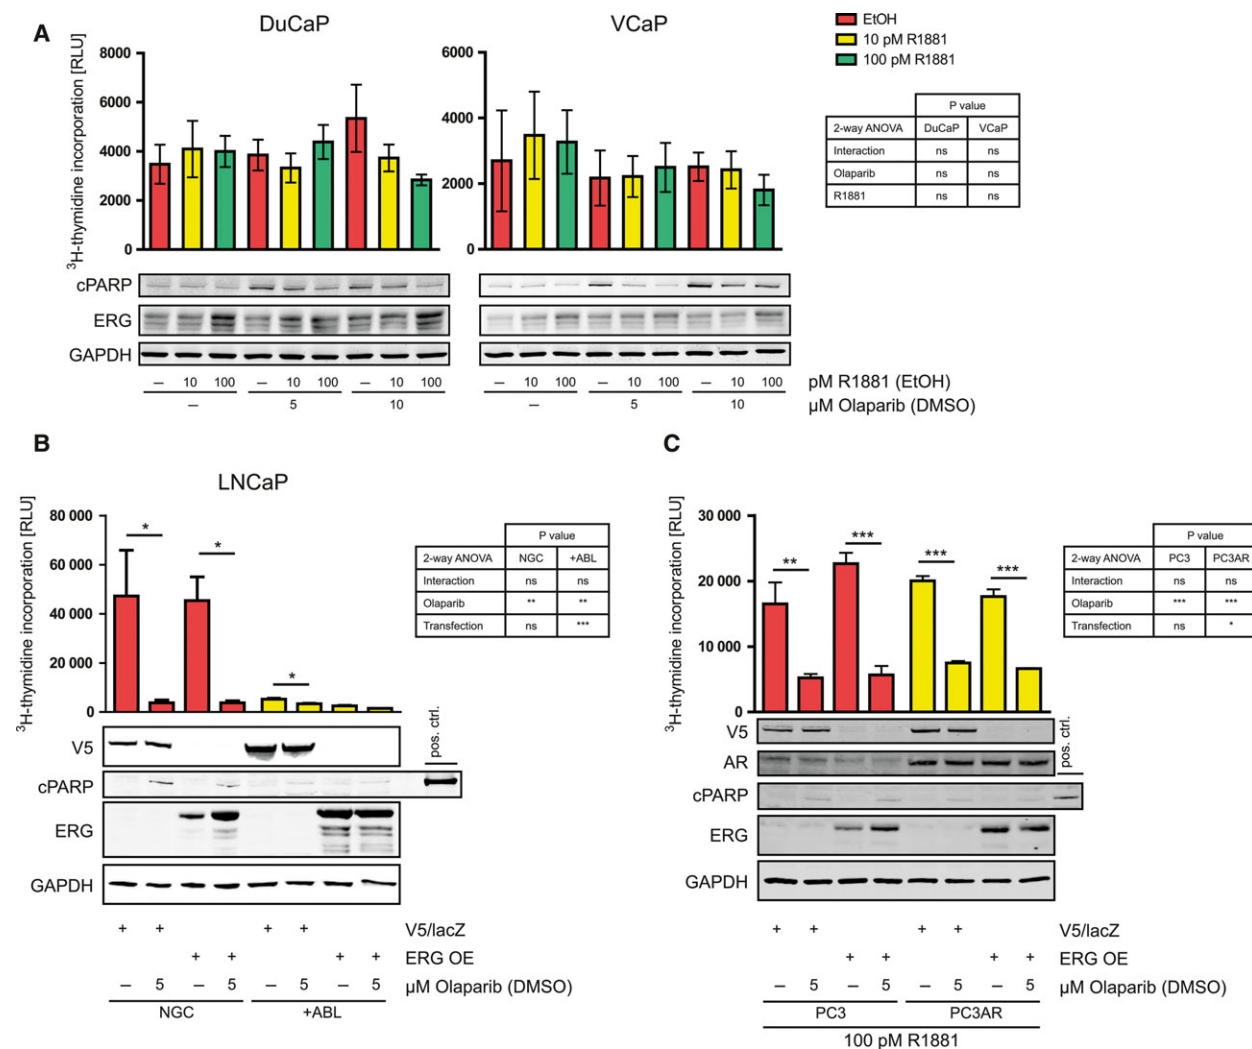 A
DuCaP
VCaP
EtOH
10 pM R1881
100 pM R1881
³H-thymidine incorporation [RLU]
8000
6000
4000
2000
0
6000
4000
2000
0
P value
2-way ANOVA DuCaP VCaP
Interaction ns ns
Olaparib ns ns
R1881 ns ns
cPARP
ERG
GAPDH
– 10 100 – 10 100 – 10 100 – 10 100 – 10 100 – 10 100 pM R1881 (EtOH)
– 5 10 – 5 10 µM Olaparib (DMSO)
B
LNCaP
³H-thymidine incorporation [RLU]
80 000
60 000
40 000
20 000
0
* * *
P value
2-way ANOVA NGC +ABL
Interaction ns ns
Olaparib ** **
Transfection ns ***
pos. ctrl.
V5
cPARP
ERG
GAPDH
+ + + + V5/lacZ
+ + + + ERG OE
– 5 – 5 – 5 – 5 µM Olaparib (DMSO)
NGC +ABL
C
³H-thymidine incorporation [RLU]
30 000
20 000
10 000
0
** *** *** ***
P value
2-way ANOVA PC3 PC3AR
Interaction ns ns
Olaparib *** ***
Transfection ns *
pos. ctrl.
V5
AR
cPARP
ERG
GAPDH
+ + + + V5/lacZ
+ + + + ERG OE
– 5 – 5 – 5 – 5 µM Olaparib (DMSO)
PC3 PC3AR
100 pM R1881